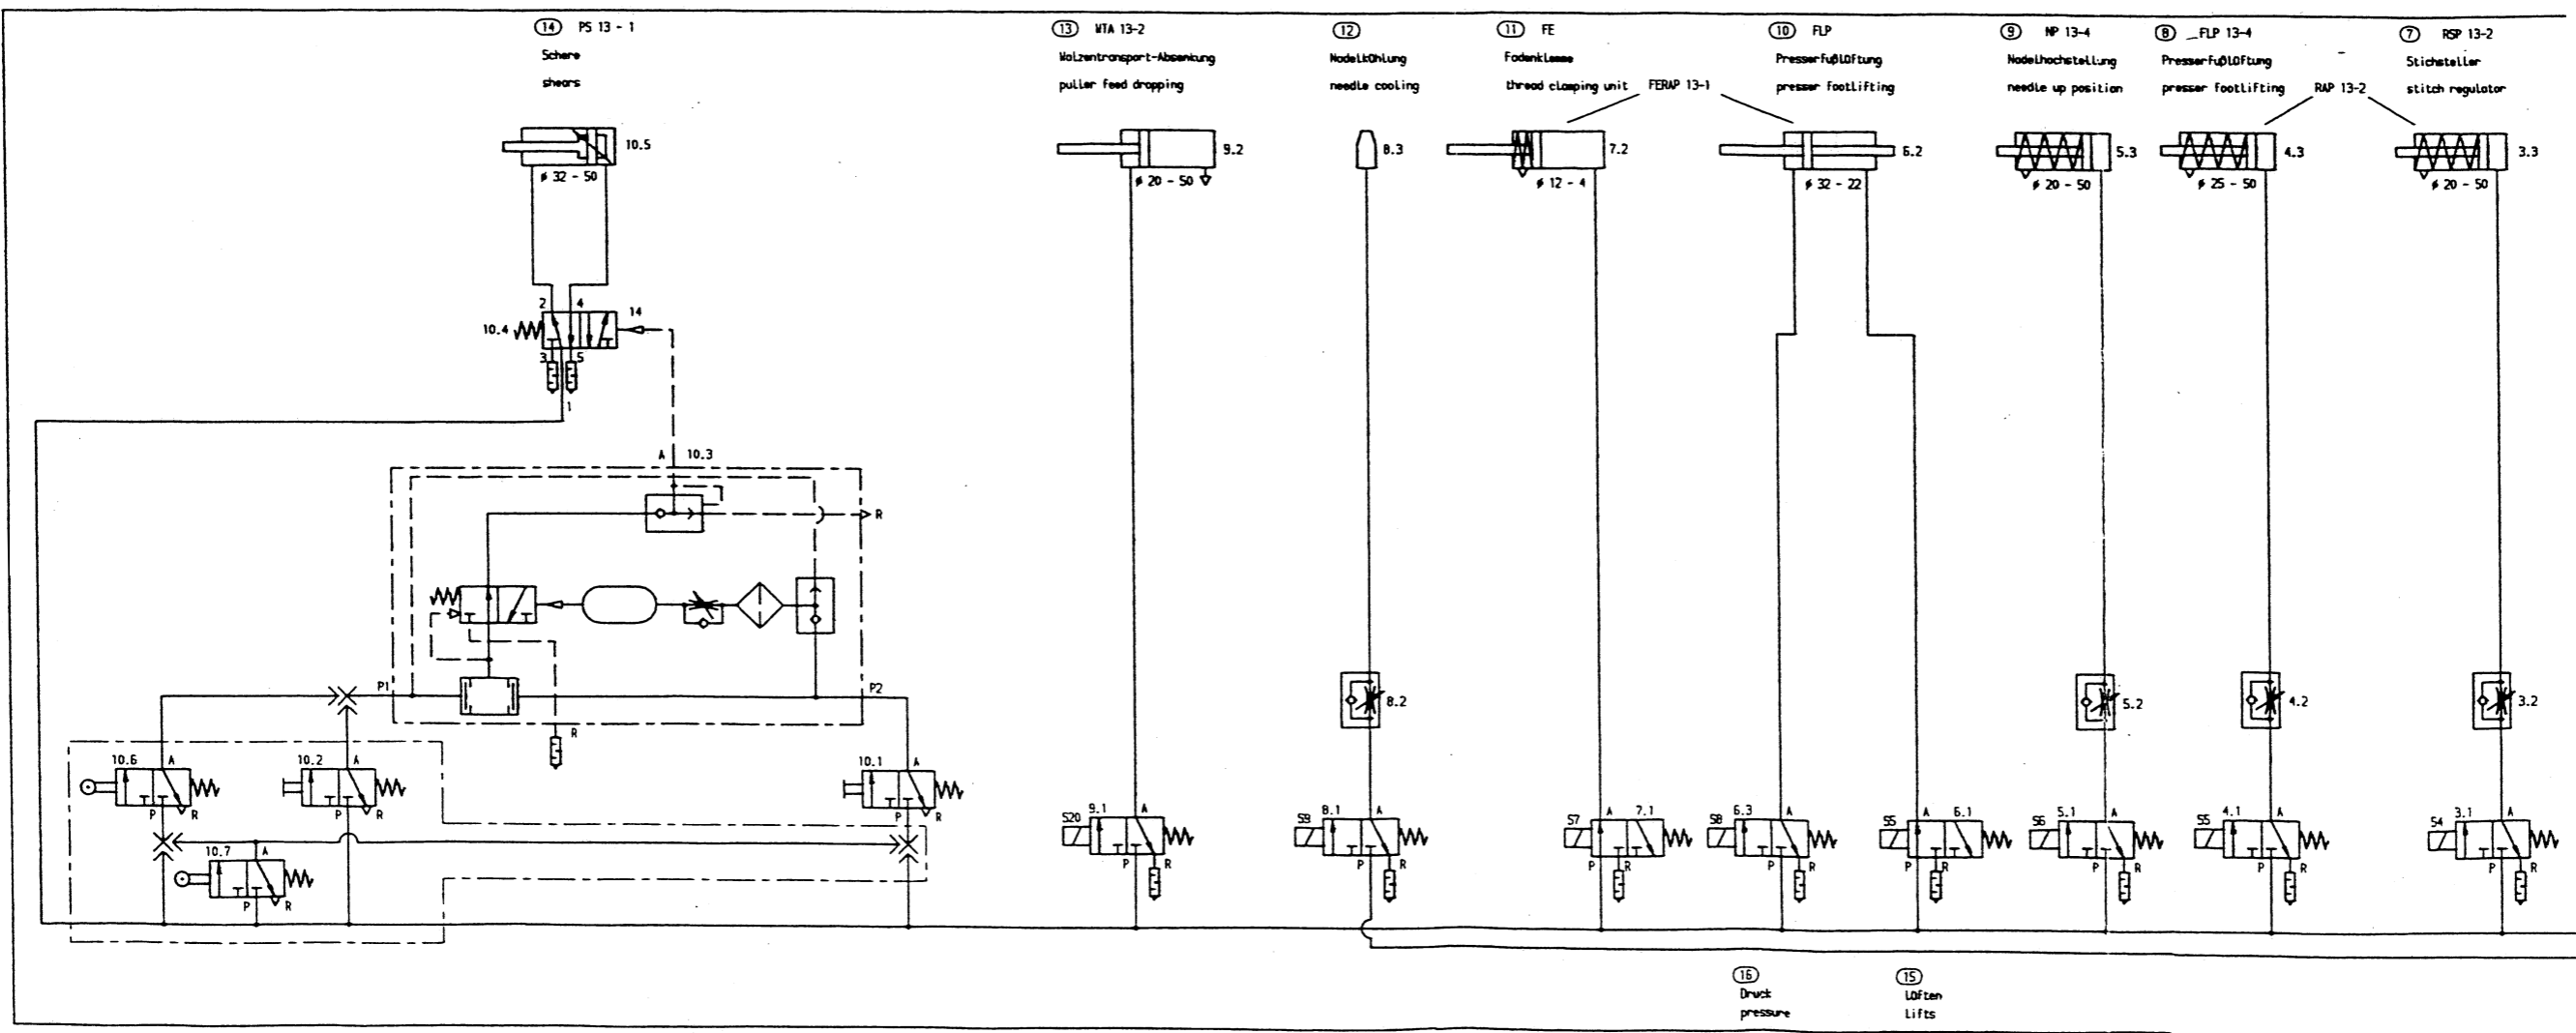 14 PS 13 - 1
Schere
shears
13 WTA 13-2
Walzentransport-Absenkung
puller feed dropping
12
Nadelkühlung
needle cooling
11 FE
Fadenklemme
thread clamping unit
FERAP 13-1
10 FLP
Presserfußlüftung
presser footlifting
9 NP 13-4
Nadelhochstellung
needle up position
8 FLP 13-4
Presserfußlüftung
presser footlifting
RAP 13-2
7 RSP 13-2
Stichsteller
stitch regulator
10.5
ø 32 - 50
9.2
ø 20 - 50
8.3
7.2
ø 12 - 4
6.2
ø 32 - 22
5.3
ø 20 - 50
4.3
ø 25 - 50
3.3
ø 20 - 50
2 4
14
10.4
3 5
1
A 10.3
R
P1
P2
R
8.2
5.2
4.2
3.2
10.6 A
P R
10.2 A
P R
10.1 A
P R
10.7 A
P R
S20 9.1 A
P R
S9 8.1 A
P R
S7 A 7.1
P R
S8 6.3 A
P R
S5 A 6.1
P R
S6 5.1 A
P R
S5 4.1 A
P R
S4 3.1 A
P R
16
Druck
pressure
15
Lüften
Lifts